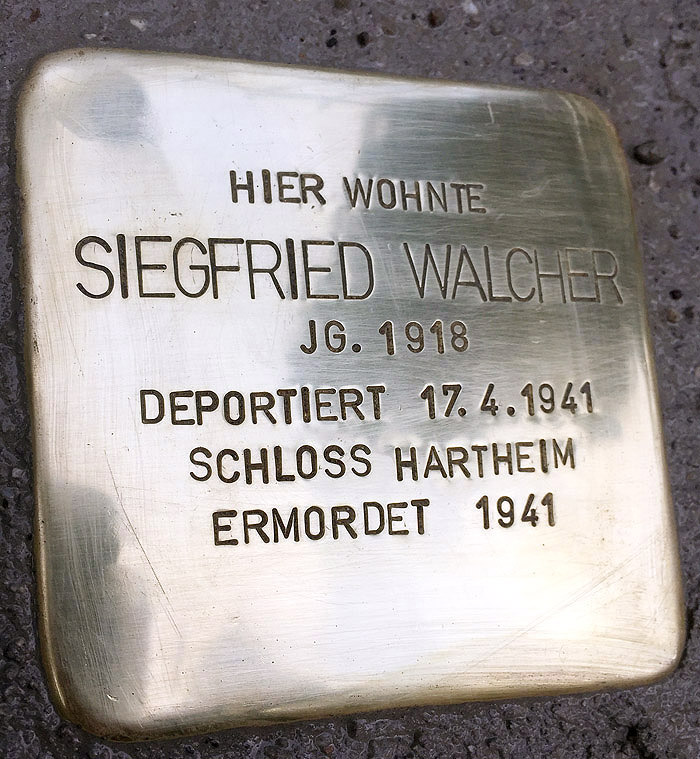 HIER WOHNTE
SIEGFRIED WALCHER
JG. 1918
DEPORTIERT 17.4.1941
SCHLOSS HARTHEIM
ERMORDET 1941